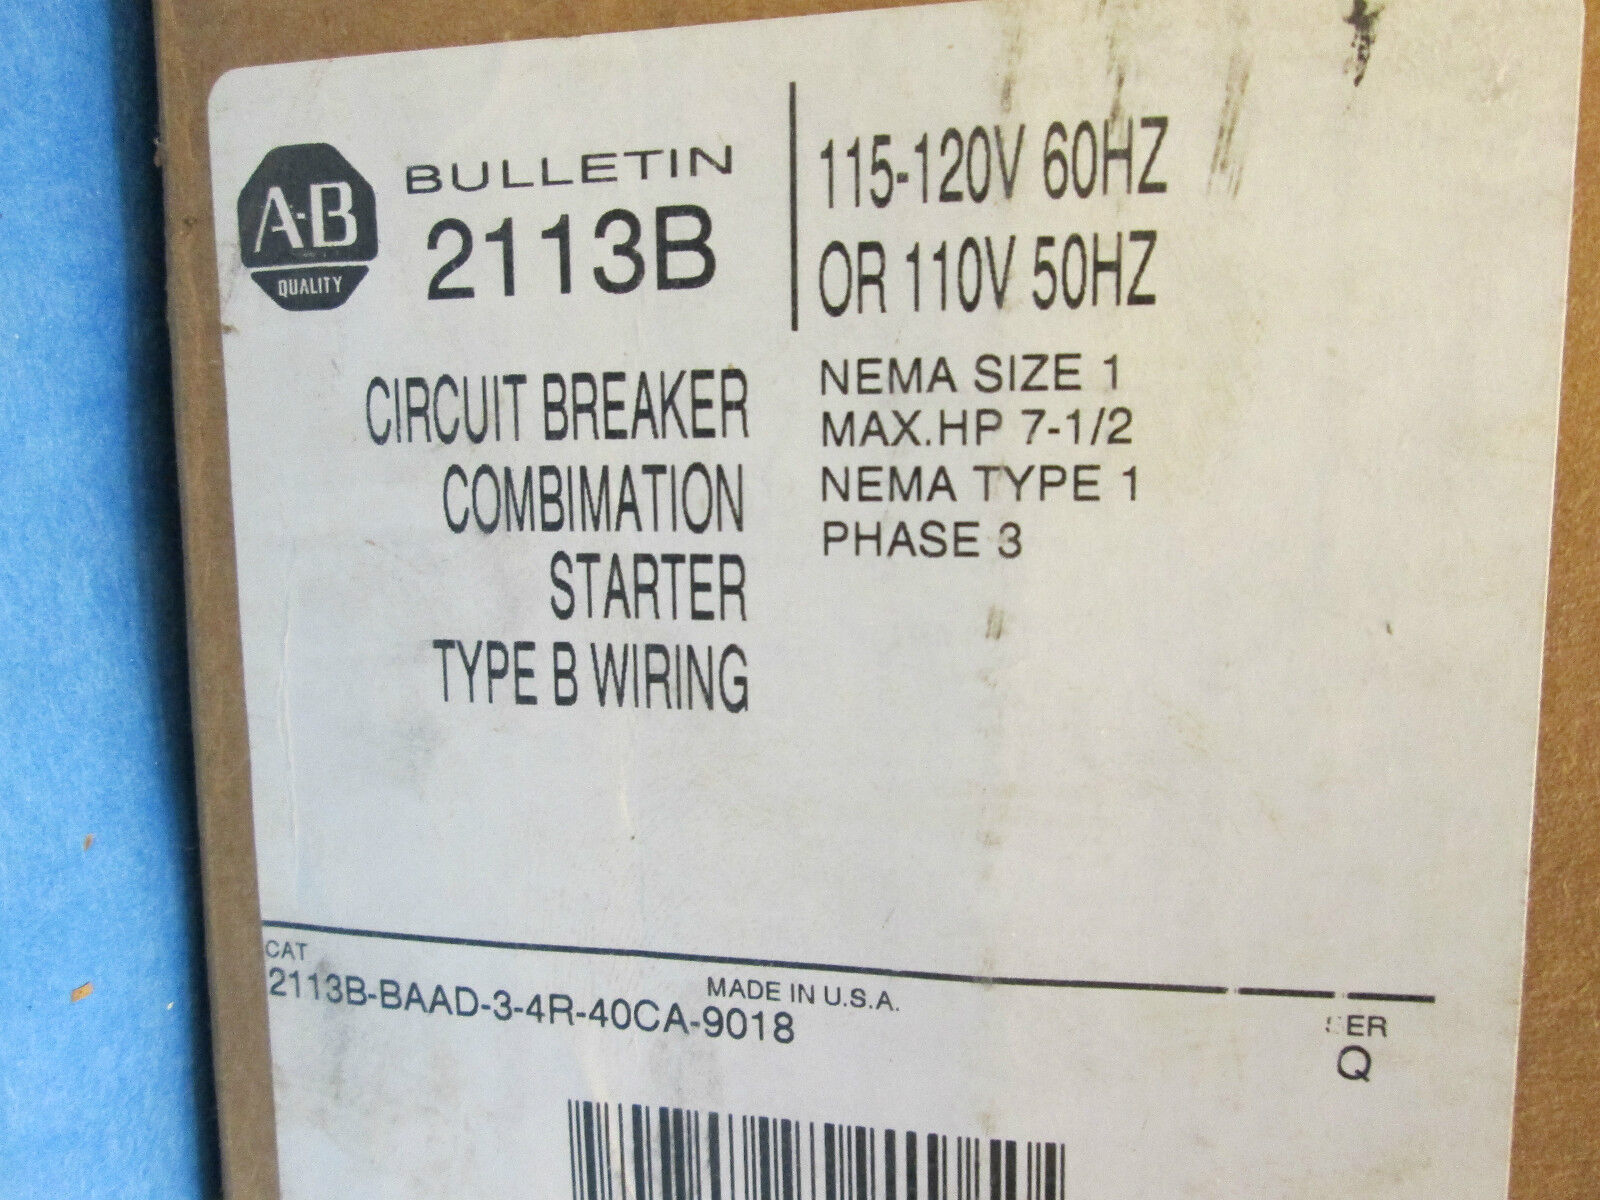 A-B
QUALITY
BULLETIN
2113B
115-120V 60HZ
OR 110V 50HZ
CIRCUIT BREAKER
COMBIMATION
STARTER
TYPE B WIRING
NEMA SIZE 1
MAX.HP 7-1/2
NEMA TYPE 1
PHASE 3
CAT
2113B-BAAD-3-4R-40CA-9018
MADE IN U.S.A.
SER
Q